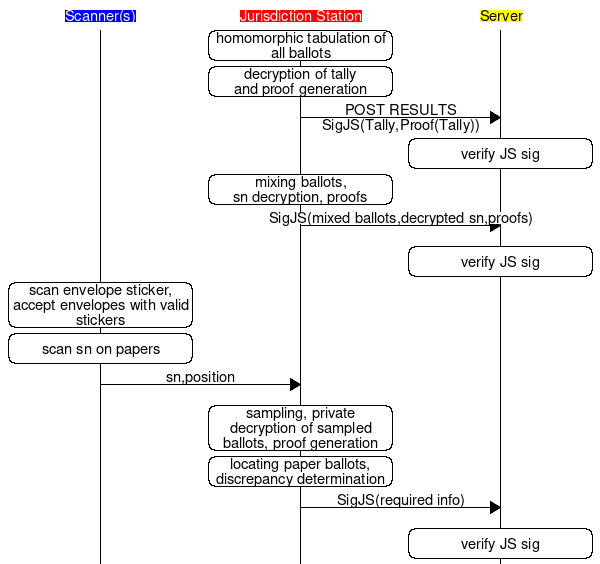 Scanner(s) Jurisdiction Station Server
homomorphic tabulation of
all ballots
decryption of tally
and proof generation
POST RESULTS
SigJS(Tally,Proof(Tally))
verify JS sig
mixing ballots,
sn decryption, proofs
SigJS(mixed ballots,decrypted sn,proofs)
verify JS sig
scan envelope sticker,
accept envelopes with valid
stickers
scan sn on papers
sn,position
sampling, private
decryption of sampled
ballots, proof generation
locating paper ballots,
discrepancy determination
SigJS(required info)
verify JS sig